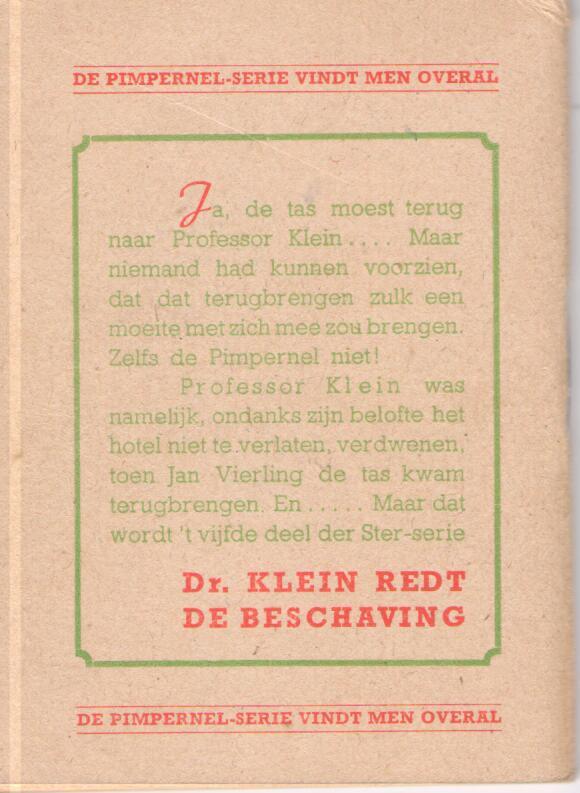 DE PIMPERNEL-SERIE VINDT MEN OVERAL
Ja, de tas moest terug
naar Professor Klein.... Maar
niemand had kunnen voorzien,
dat dat terugbrengen zulk een
moeite met zich mee zou brengen.
Zelfs de Pimpernel niet!
Professor Klein was
namelijk, ondanks zijn belofte het
hotel niet te verlaten, verdwenen,
toen Jan Vierling de tas kwam
terugbrengen. En..... Maar dat
wordt 't vijfde deel der Ster-serie
Dr. KLEIN REDT
DE BESCHAVING
DE PIMPERNEL-SERIE VINDT MEN OVERAL